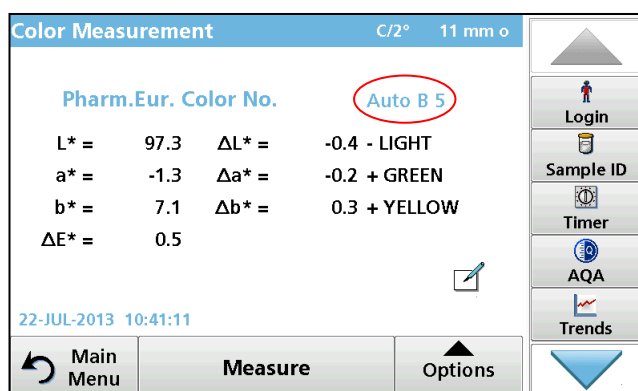 Color Measurement C/2° 11 mm o
Pharm.Eur. Color No. Auto B 5
L* = 97.3 ΔL* = -0.4 - LIGHT
a* = -1.3 Δa* = -0.2 + GREEN
b* = 7.1 Δb* = 0.3 + YELLOW
ΔE* = 0.5
22-JUL-2013 10:41:11
Main Menu
Measure
Options
Login
Sample ID
Timer
AQA
Trends